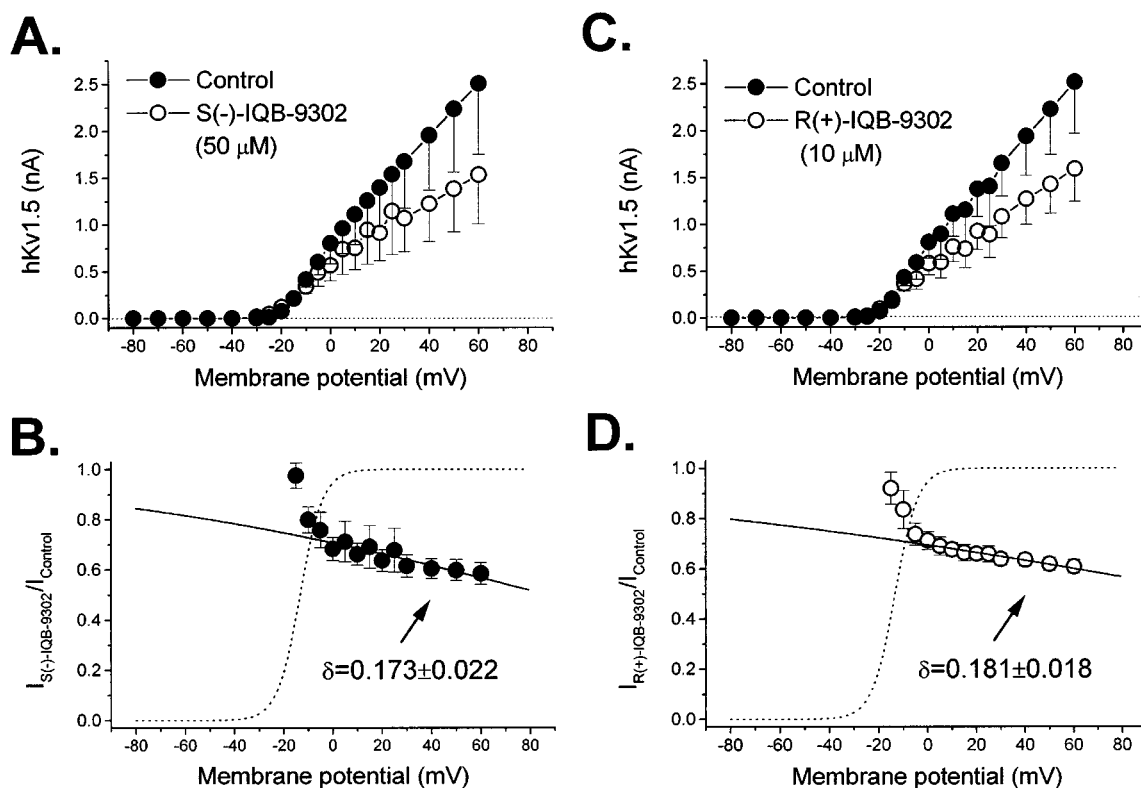 A.
Control
S(-)-IQB-9302
(50 μM)
hKv1.5 (nA)
2.5
2.0
1.5
1.0
0.5
0.0
-80 -60 -40 -20 0 20 40 60 80
Membrane potential (mV)
C.
Control
R(+)-IQB-9302
(10 μM)
hKv1.5 (nA)
2.5
2.0
1.5
1.0
0.5
0.0
-80 -60 -40 -20 0 20 40 60 80
Membrane potential (mV)
B.
I S(-)-IQB-9302/I Control
1.0
0.8
0.6
0.4
0.2
0.0
δ=0.173±0.022
-80 -60 -40 -20 0 20 40 60 80
Membrane potential (mV)
D.
I R(+)-IQB-9302/I Control
1.0
0.8
0.6
0.4
0.2
0.0
δ=0.181±0.018
-80 -60 -40 -20 0 20 40 60 80
Membrane potential (mV)